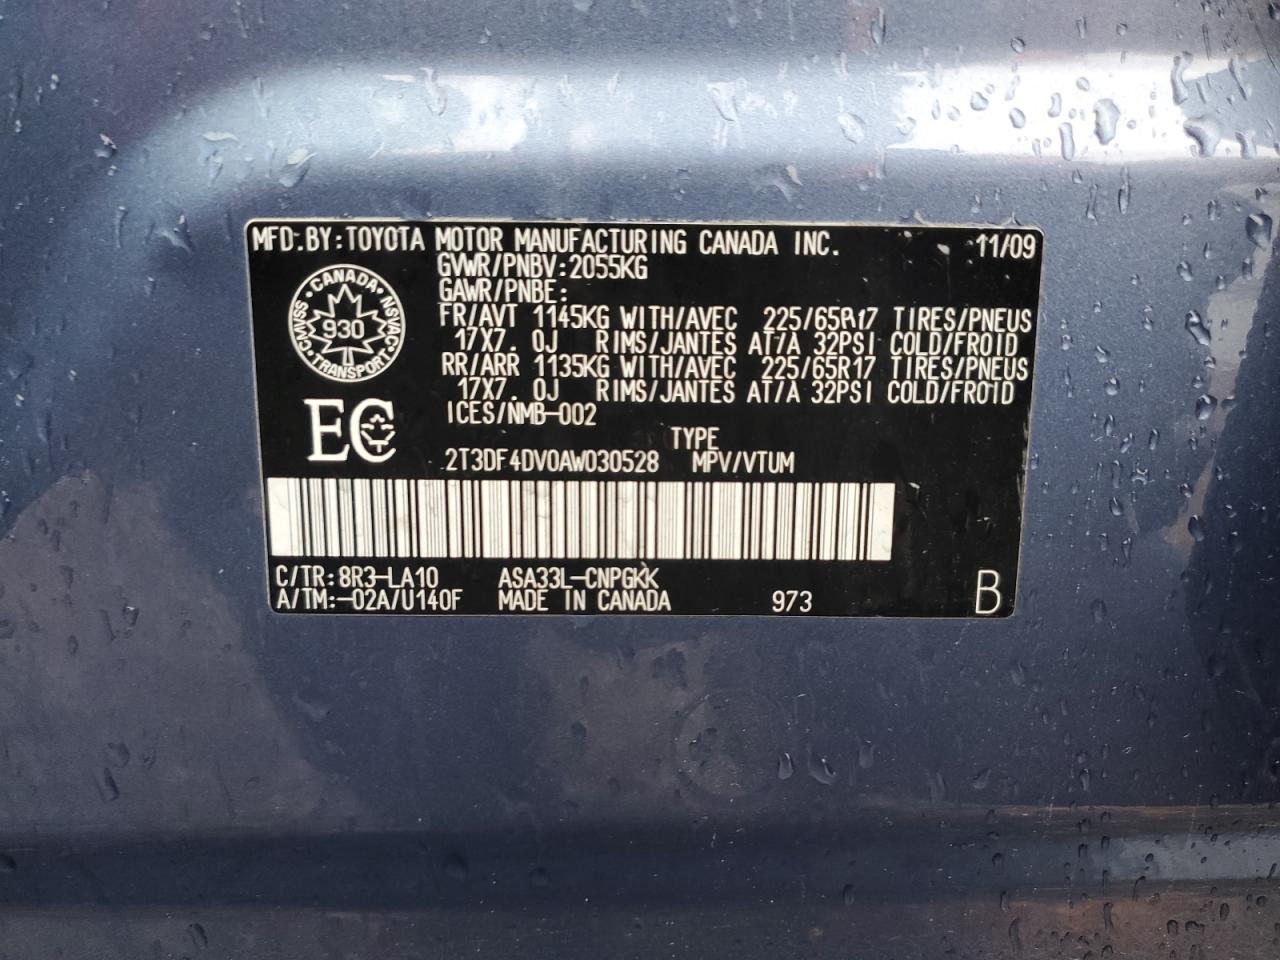 MFD.BY:TOYOTA MOTOR MANUFACTURING CANADA INC. 11/09
GVWR/PNBV:2055KG
GAWR/PNBE:
CANADA
CMVSS 930 NSVAC
TRANSPORT
FR/AVT 1145KG WITH/AVEC 225/65R17 TIRES/PNEUS
17X7.0J RIMS/JANTES AT/A 32PSI COLD/FROID
RR/ARR 1135KG WITH/AVEC 225/65R17 TIRES/PNEUS
17X7.0J RIMS/JANTES AT/A 32PSI COLD/FROID
ICES/NMB-002
EC
TYPE
2T3DF4DV0AW030528 MPV/VTUM
C/TR:8R3-LA10 ASA33L-CNPGKK
A/TM:-02A/U140F MADE IN CANADA 973 B